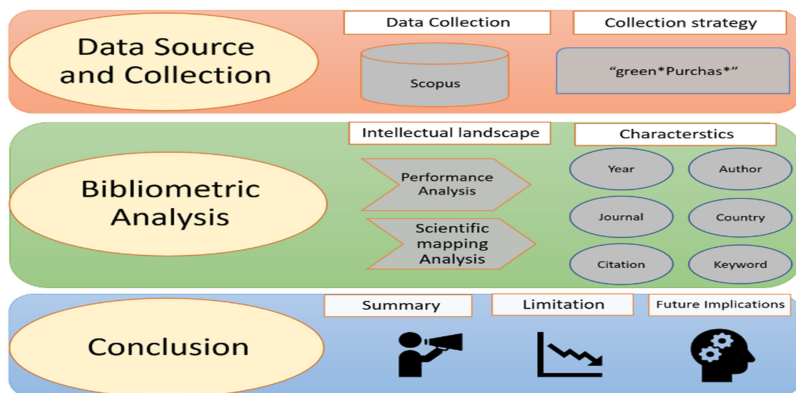 Data Source
and Collection
Data Collection
Scopus
Collection strategy
“green*Purchas*”
Bibliometric
Analysis
Intellectual landscape
Performance
Analysis
Scientific
mapping
Analysis
Characterstics
Year
Author
Journal
Country
Citation
Keyword
Conclusion
Summary
Limitation
Future Implications